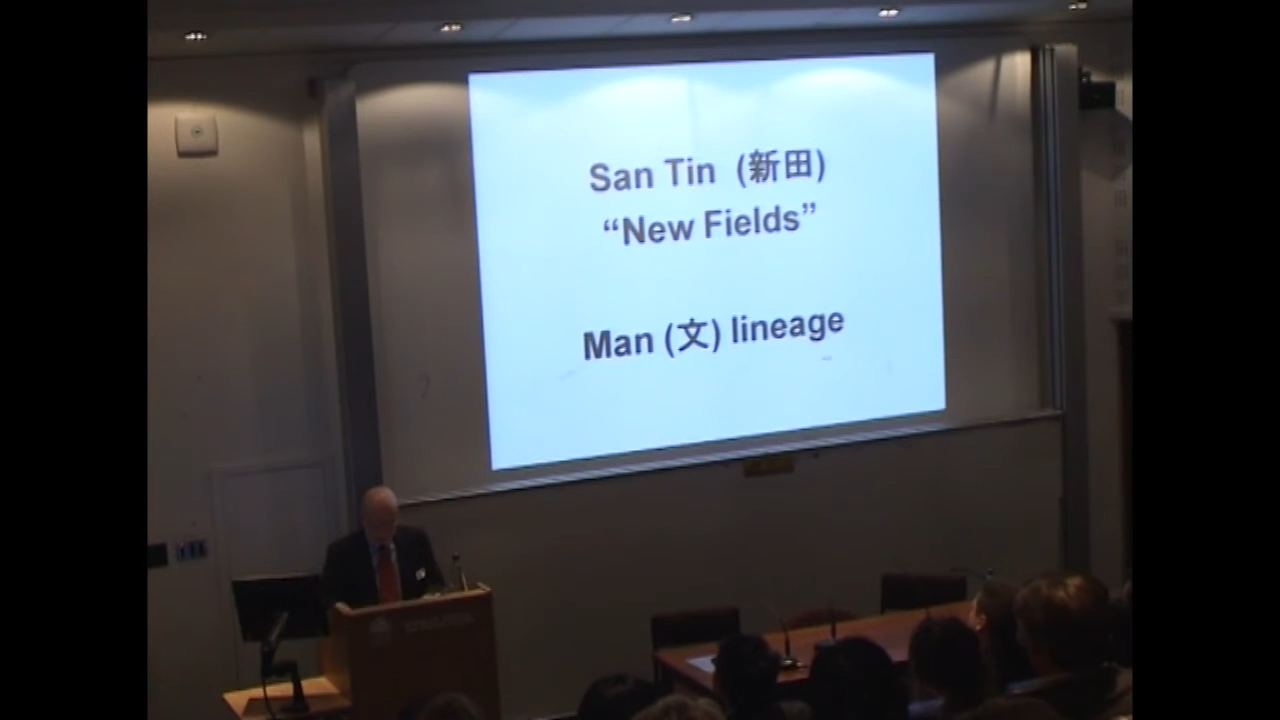 San Tin (新田)
“New Fields”
Man (文) lineage